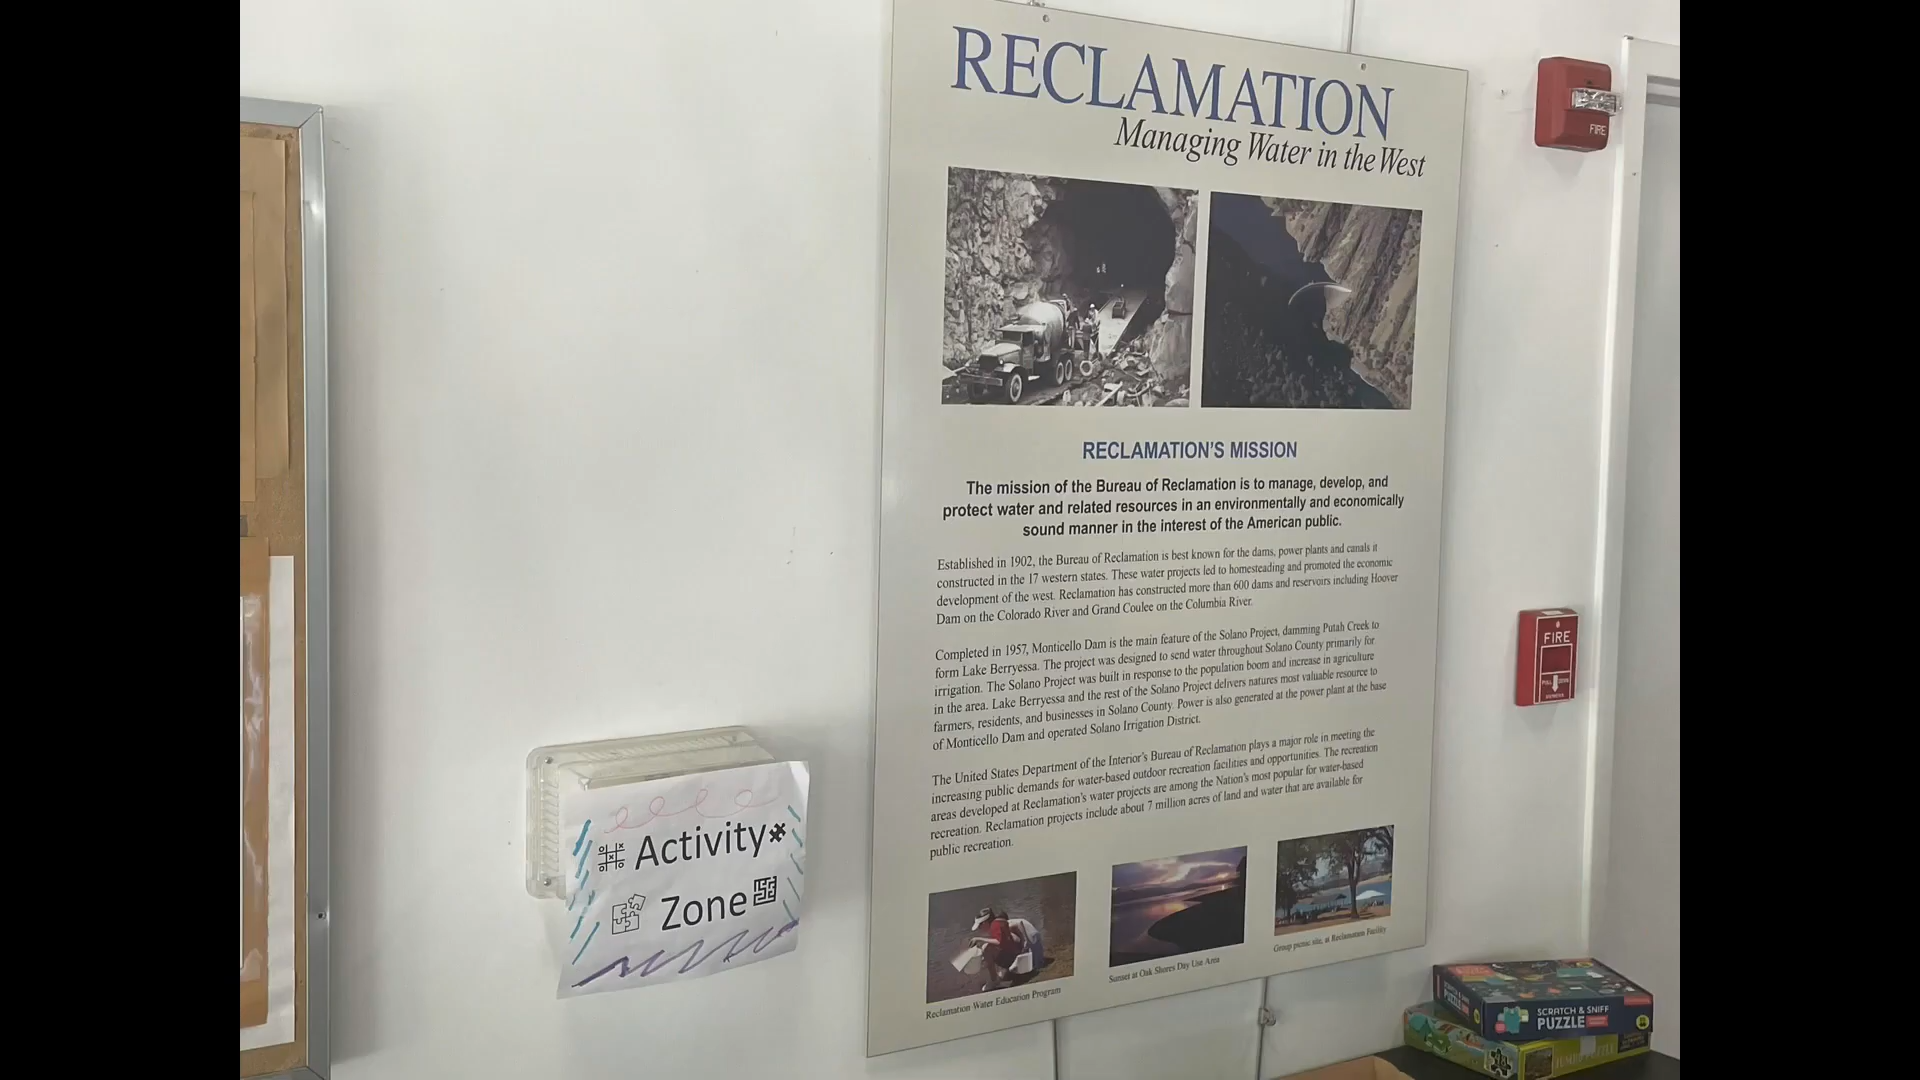 RECLAMATION
Managing Water in the West
RECLAMATION'S MISSION
The mission of the Bureau of Reclamation is to manage, develop, and
protect water and related resources in an environmentally and economically
sound manner in the interest of the American public.
Established in 1902, the Bureau of Reclamation is best known for the dams, power plants and canals it
constructed in the 17 western states. These water projects led to homesteading and promoted the economic
development of the west. Reclamation has constructed more than 600 dams and reservoirs including Hoover
Dam on the Colorado River and Grand Coulee on the Columbia River.
Completed in 1957, Monticello Dam is the main feature of the Solano Project, damming Putah Creek to
form Lake Berryessa. The project was designed to send water throughout Solano County primarily for
irrigation. The Solano Project was built in response to the population boom and increase in agriculture
in the area. Lake Berryessa and the rest of the Solano Project delivers natures most valuable resource to
farmers, residents, and businesses in Solano County. Power is also generated at the power plant at the base
of Monticello Dam and operated Solano Irrigation District.
The United States Department of the Interior's Bureau of Reclamation plays a major role in meeting the
increasing public demands for water-based outdoor recreation facilities and opportunities. The recreation
areas developed at Reclamation's water projects are among the Nation's most popular for water-based
recreation. Reclamation projects include about 7 million acres of land and water that are available for
public recreation.
Reclamation Water Education Program
Sunset at Oak Shores Day Use Area
Group picnic site, at Reclamation Facility
Activity
Zone
FIRE
FIRE
PULL DOWN
SCRATCH & SNIFF
PUZZLE